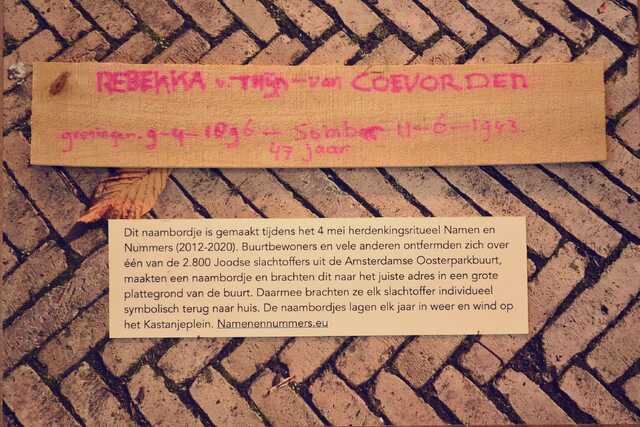 REBEKKA v. Thijn-van COEVORDEN
groningen. 9-4-1896 - Sobibor 11-6-1943.
47 jaar
Dit naambordje is gemaakt tijdens het 4 mei herdenkingsritueel Namen en
Nummers (2012-2020). Buurtbewoners en vele anderen ontfermden zich over
één van de 2.800 Joodse slachtoffers uit de Amsterdamse Oosterparkbuurt,
maakten een naambordje en brachten dit naar het juiste adres in een grote
plattegrond van de buurt. Daarmee brachten ze elk slachtoffer individueel
symbolisch terug naar huis. De naambordjes lagen elk jaar in weer en wind op
het Kastanjeplein. Namenennummers.eu